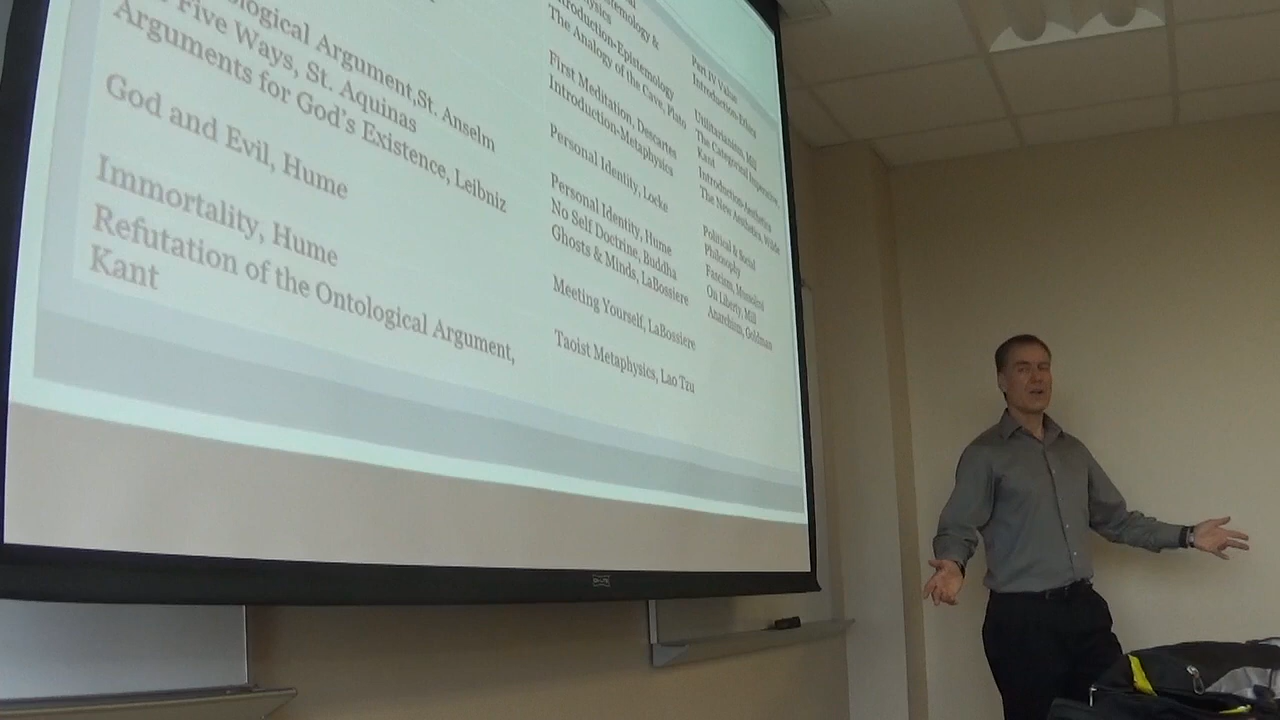 ological Argument,St. Anselm
Five Ways, St. Aquinas
Arguments for God's Existence, Leibniz
God and Evil, Hume
Immortality, Hume
Refutation of the Ontological Argument,
Kant
Introduction-Epistemology
The Analogy of the Cave, Plato
First Meditation, Descartes
Introduction-Metaphysics
Personal Identity, Locke
Personal Identity, Hume
No Self Doctrine, Buddha
Ghosts & Minds, LaBossiere
Meeting Yourself, LaBossiere
Taoist Metaphysics, Lao Tzu
Part IV Value
Introduction-Ethics
Utilitarianism, Mill
The Categorical Imperative,
Kant
Introduction-Aesthetics
The New Aesthetics, Wilde
Political & Social
Philosophy
Fascism, Mussolini
On Liberty, Mill
Anarchism, Goldman